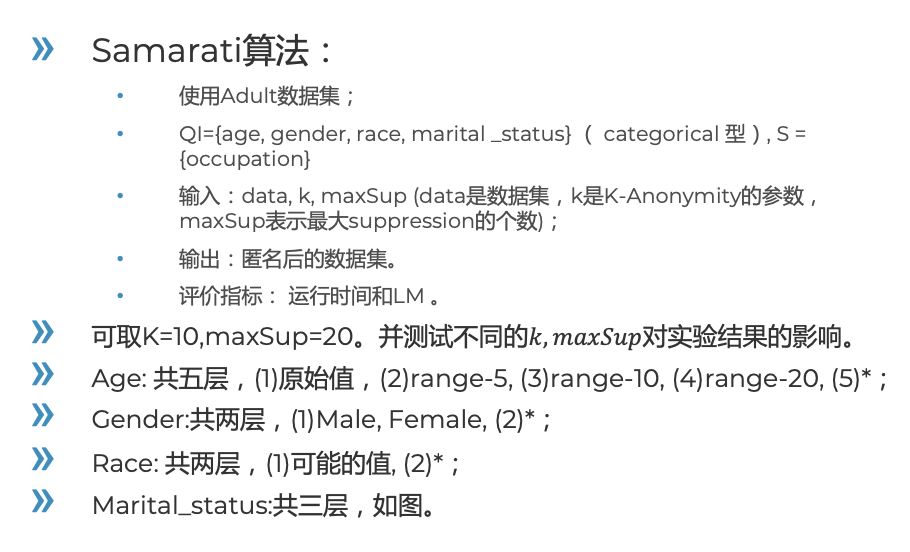 » Samarati算法：
• 使用Adult数据集；
• QI={age, gender, race, marital _status} （ categorical 型 ）, S =
{occupation}
• 输入：data, k, maxSup (data是数据集，k是K-Anonymity的参数，
maxSup表示最大suppression的个数)；
• 输出：匿名后的数据集。
• 评价指标： 运行时间和LM 。
» 可取K=10,maxSup=20。并测试不同的k, maxSup对实验结果的影响。
» Age: 共五层，(1)原始值，(2)range-5, (3)range-10, (4)range-20, (5)*；
» Gender:共两层，(1)Male, Female, (2)*；
» Race: 共两层，(1)可能的值, (2)*；
» Marital_status:共三层，如图。